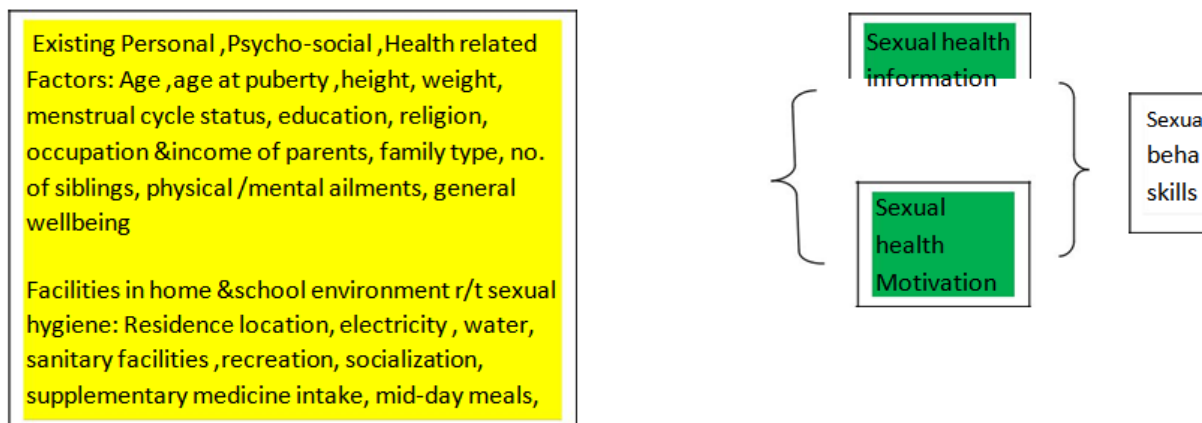 Existing Personal ,Psycho-social ,Health related
Factors: Age ,age at puberty ,height, weight,
menstrual cycle status, education, religion,
occupation &income of parents, family type, no.
of siblings, physical /mental ailments, general
wellbeing
Facilities in home &school environment r/t sexual
hygiene: Residence location, electricity , water,
sanitary facilities ,recreation, socialization,
supplementary medicine intake, mid-day meals,
Sexual health
information
Sexual
health
Motivation
skills